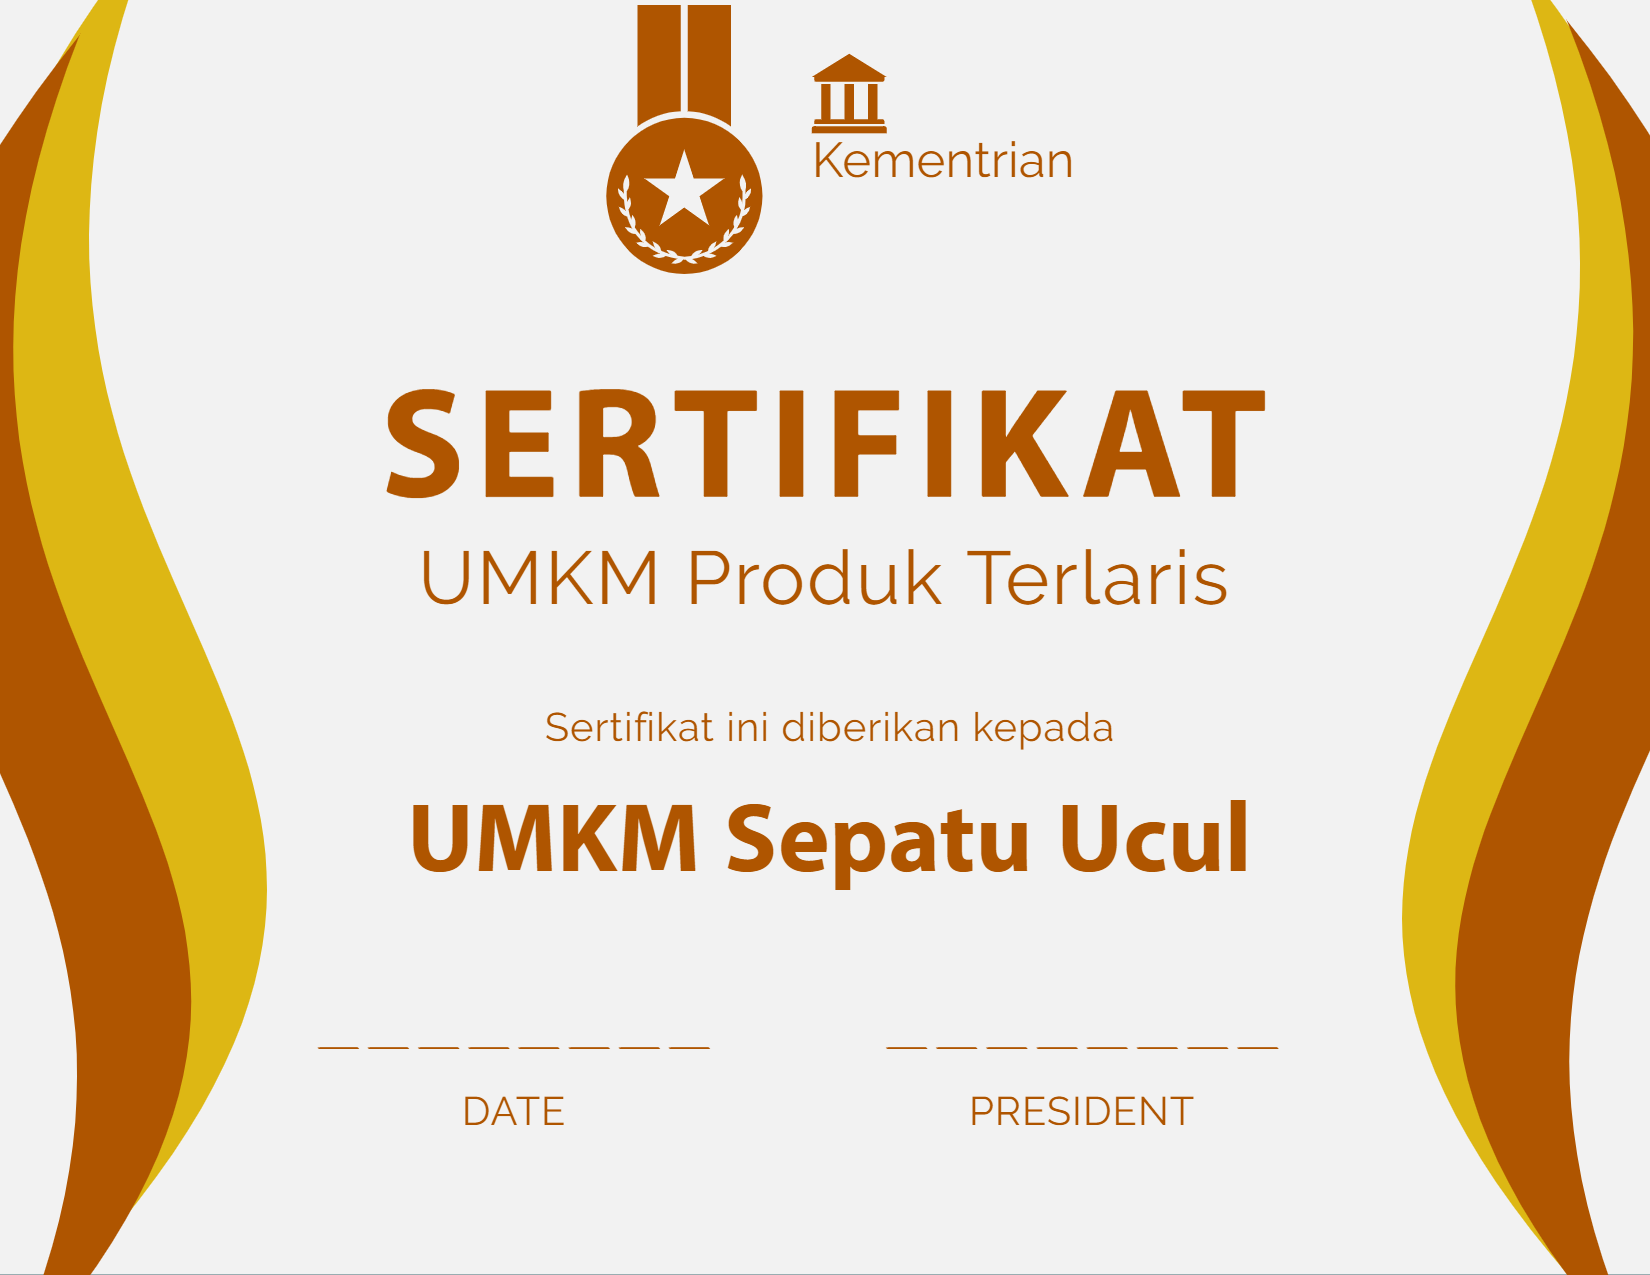 Kementrian
SERTIFIKAT
UMKM Produk Terlaris
Sertifikat ini diberikan kepada
UMKM Sepatu Ucul
DATE
PRESIDENT